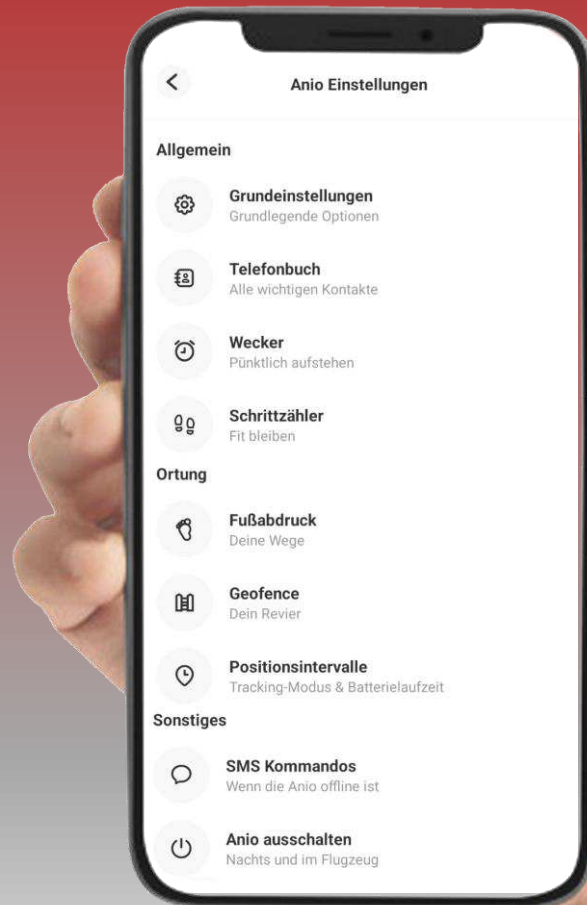 Anio Einstellungen
Allgemein
Grundeinstellungen
Grundlegende Optionen
Telefonbuch
Alle wichtigen Kontakte
Wecker
Pünktlich aufstehen
Schrittzähler
Fit bleiben
Ortung
Fußabdruck
Deine Wege
Geofence
Dein Revier
Positionsintervalle
Tracking-Modus & Batterielaufzeit
Sonstiges
SMS Kommandos
Wenn die Anio offline ist
Anio ausschalten
Nachts und im Flugzeug